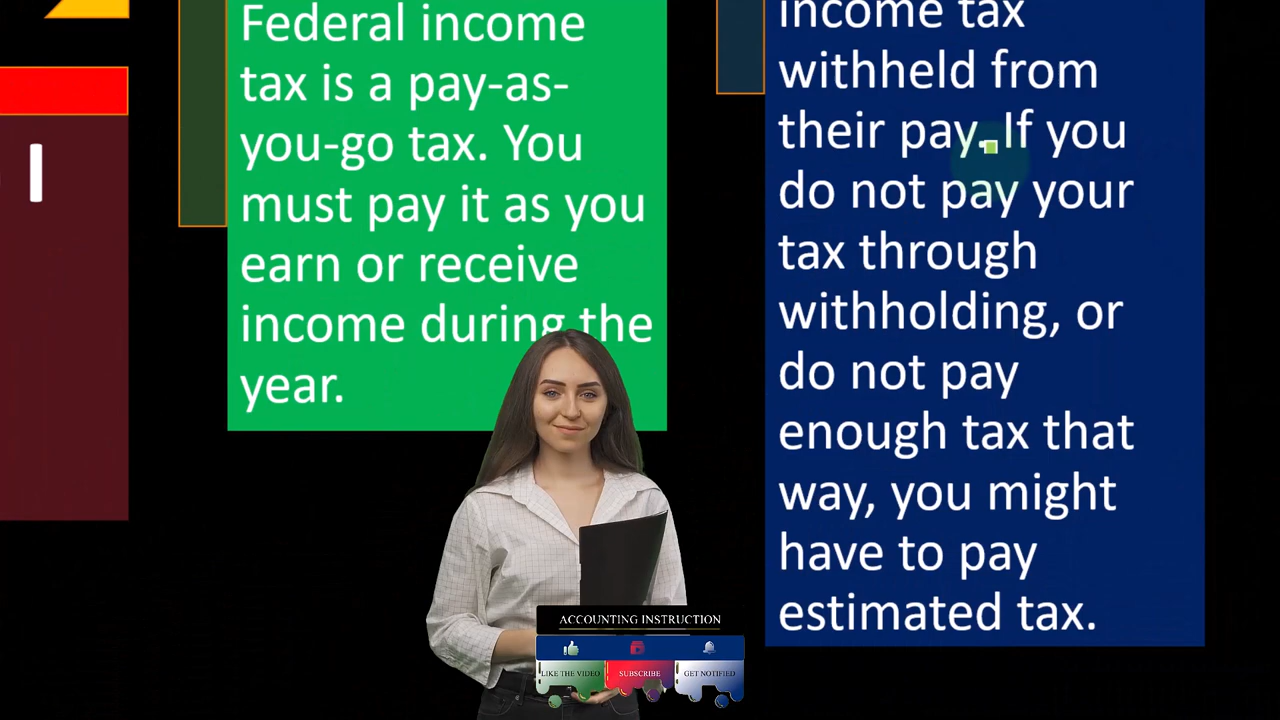 I
Federal income
tax is a pay-as-
you-go tax. You
must pay it as you
earn or receive
income during the
year.
income tax
withheld from
their pay. If you
do not pay your
tax through
withholding, or
do not pay
enough tax that
way, you might
have to pay
estimated tax.
ACCOUNTING INSTRUCTION
LIKE THE VIDEO
SUBSCRIBE
GET NOTIFIED